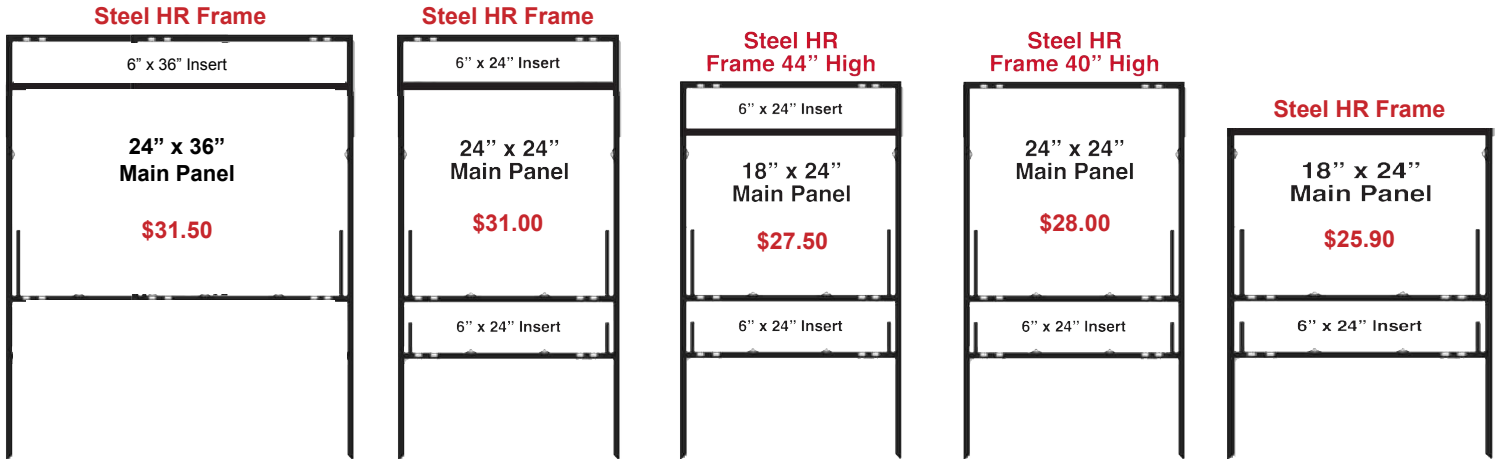 Steel HR Frame
6” x 36” Insert
24” x 36”
Main Panel
$31.50
Steel HR Frame
6” x 24” Insert
24” x 24”
Main Panel
$31.00
6” x 24” Insert
Steel HR
Frame 44” High
6” x 24” Insert
18” x 24”
Main Panel
$27.50
6” x 24” Insert
Steel HR
Frame 40” High
24” x 24”
Main Panel
$28.00
6” x 24” Insert
Steel HR Frame
18” x 24”
Main Panel
$25.90
6” x 24” Insert